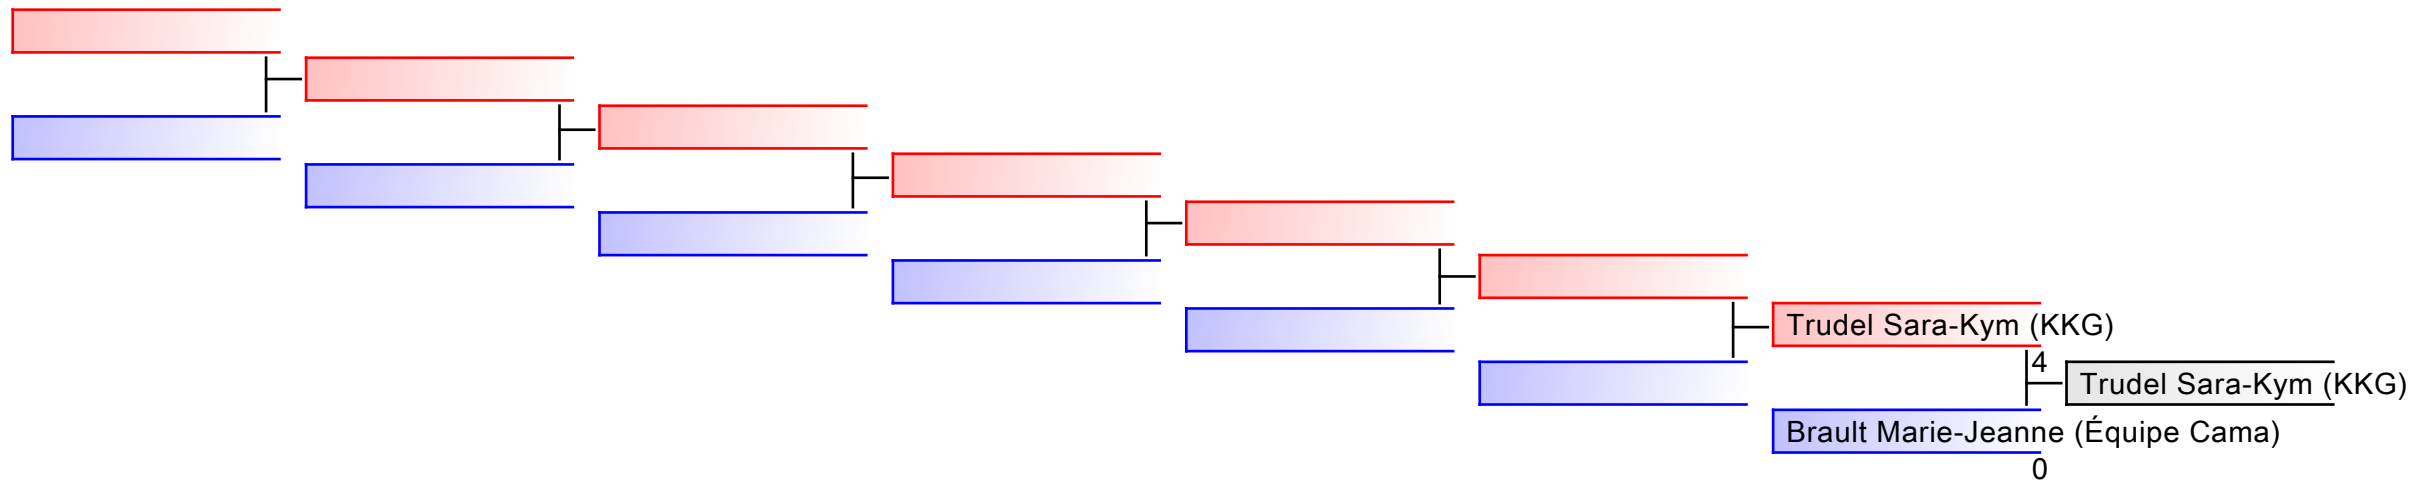 Trudel Sara-Kym (KKG)
4
Trudel Sara-Kym (KKG)
Brault Marie-Jeanne (Équipe Cama)
0